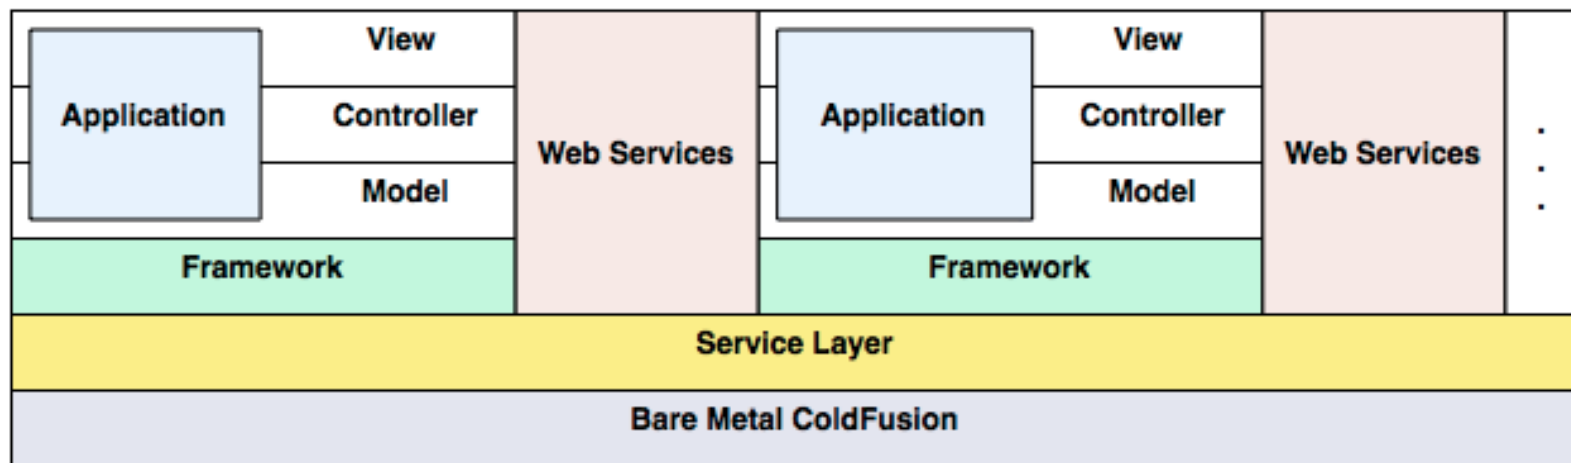 View
Application
Controller
Model
Framework
Web Services
View
Application
Controller
Model
Framework
Web Services
.
.
.
Service Layer
Bare Metal ColdFusion